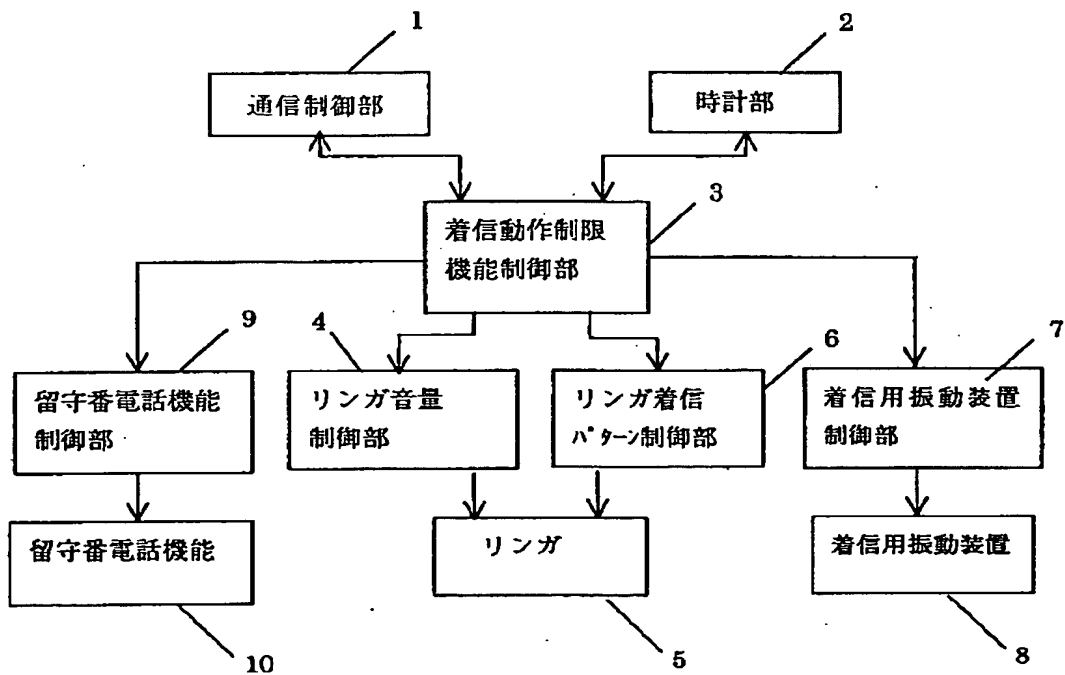 1
2
通信制御部
時計部
3
着信動作制限
機能制御部
9
4
6
7
留守番電話機能
制御部
リンガ音量
制御部
リンガ着信
パターン制御部
着信用振動装置
制御部
留守番電話機能
リンガ
着信用振動装置
10
5
8